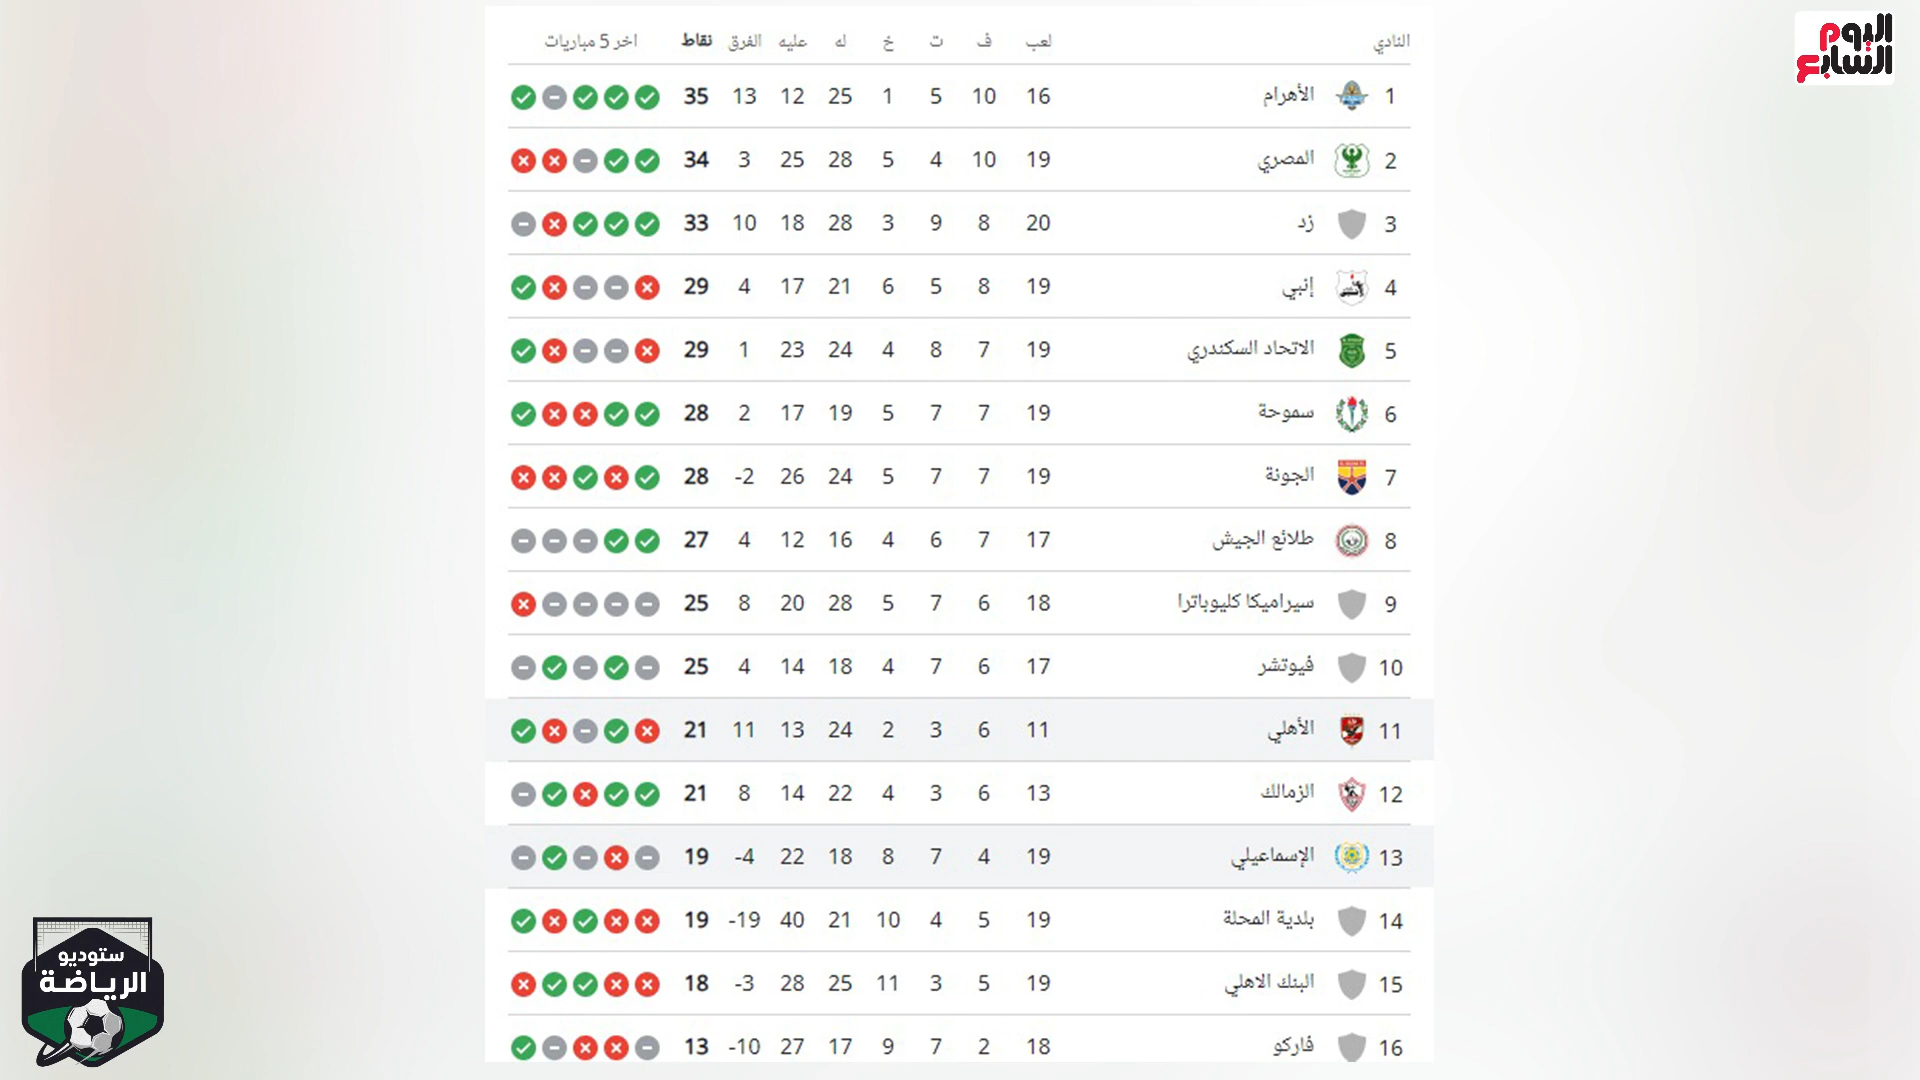 النادي لعب ف ت خ له عليه الفرق نقاط اخر 5 مباريات
1 الأهرام 16 10 5 1 25 12 13 35
2 المصري 19 10 4 5 28 25 3 34
3 زد 20 8 9 3 28 18 10 33
4 إنبي 19 8 5 6 21 17 4 29
5 الاتحاد السكندري 19 7 8 4 24 23 1 29
6 سموحة 19 7 7 5 19 17 2 28
7 الجونة 19 7 7 5 24 26 -2 28
8 طلائع الجيش 17 7 6 4 16 12 4 27
9 سيراميكا كليوباترا 18 6 7 5 28 20 8 25
10 فيوتشر 17 6 7 4 18 14 4 25
11 الأهلي 11 6 3 2 24 13 11 21
12 الزمالك 13 6 3 4 22 14 8 21
13 الإسماعيلي 19 4 7 8 18 22 -4 19
14 بلدية المحلة 19 5 4 10 21 40 -19 19
15 البنك الاهلي 19 5 3 11 25 28 -3 18
16 فاركو 18 2 7 9 17 27 -10 13
اليوم
السابع
ستوديو
الرياضة